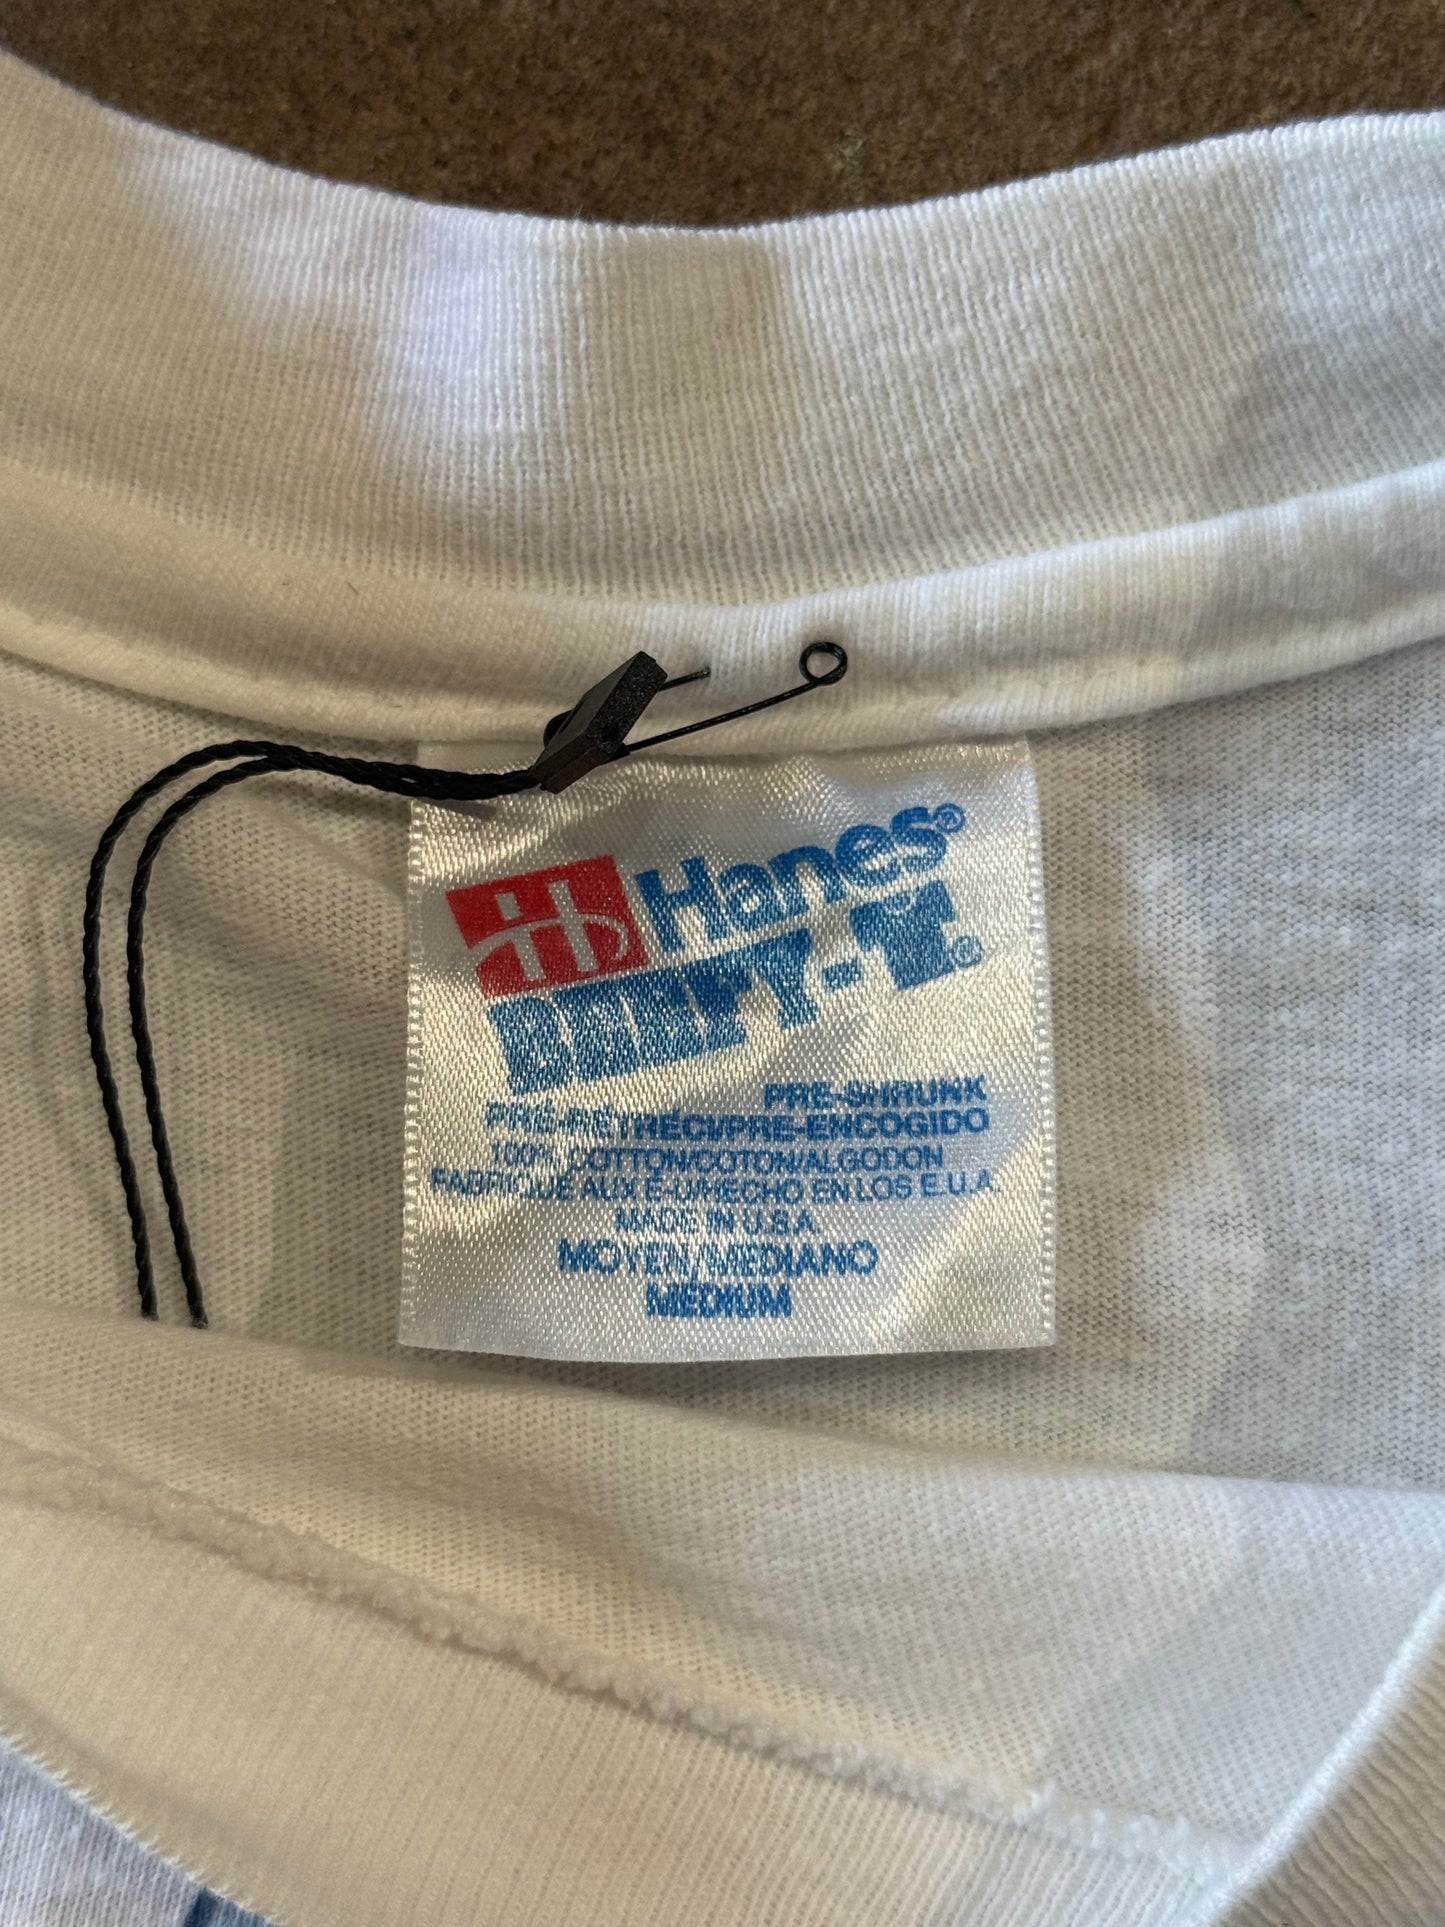 Hanes®
BEEFY-T®
PRE-SHRUNK
PRÉ-RÉTRÉCI/PRE-ENCOGIDO
100% COTTON/COTON/ALGODON
FABRIQUÉ AUX É-U/HECHO EN LOS E.U.A.
MADE IN U.S.A.
MOYEN/MEDIANO
MEDIUM